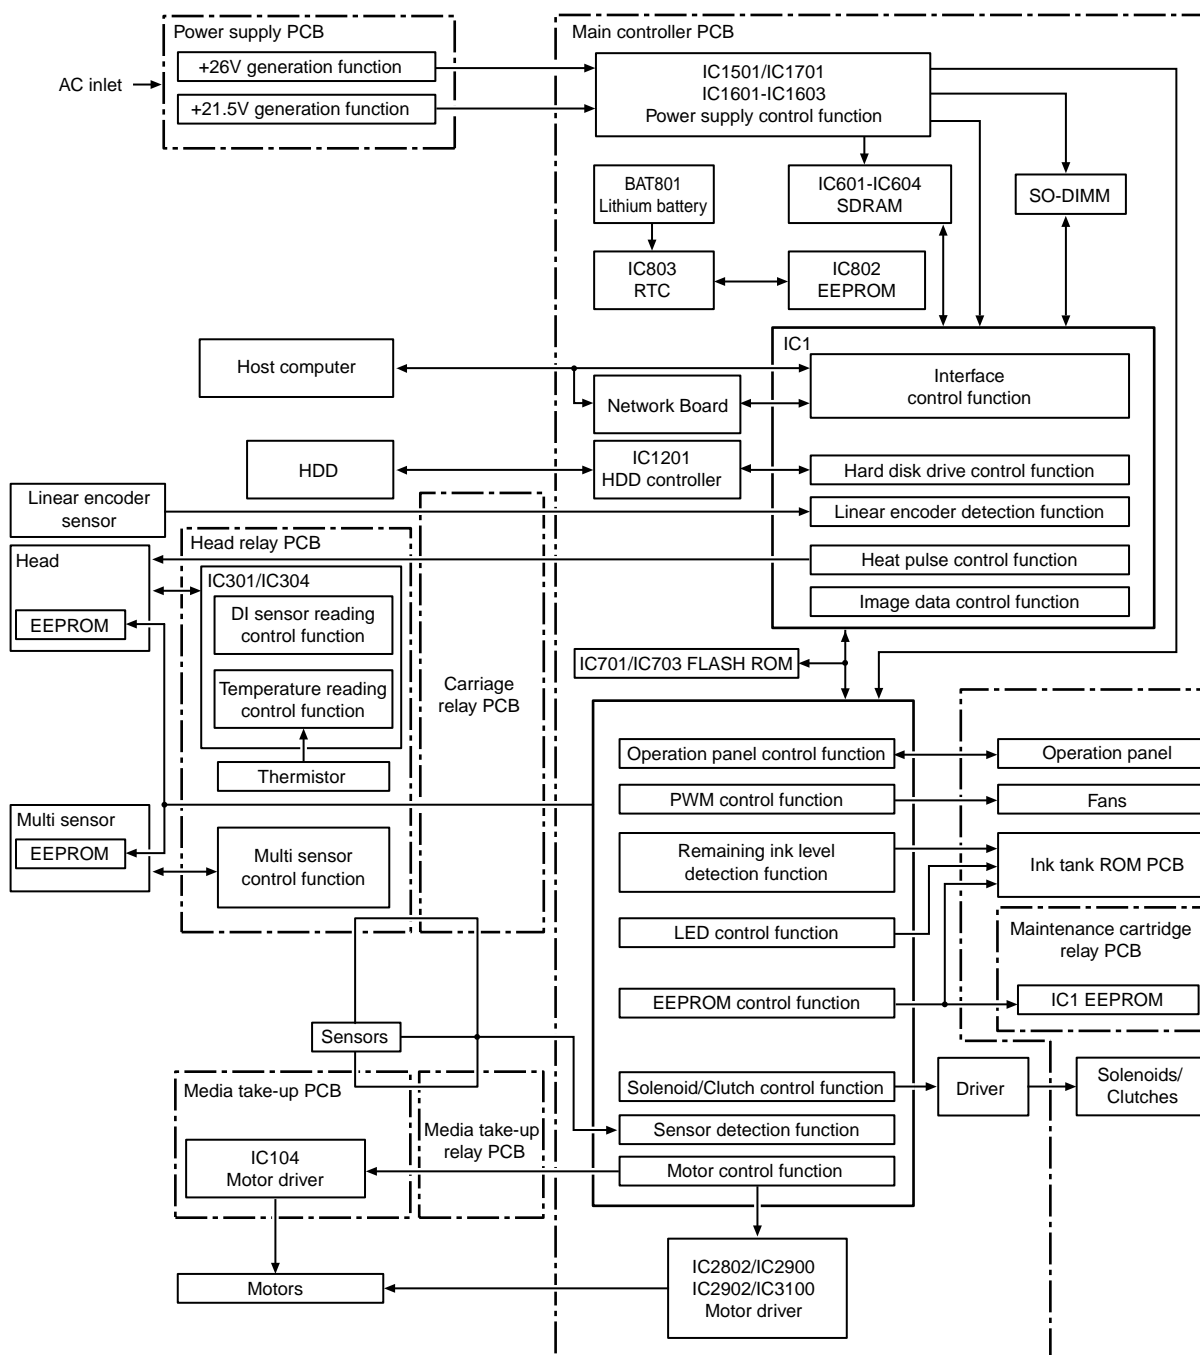 Power supply PCB
+26V generation function
AC inlet
+21.5V generation function
Main controller PCB
IC1501/IC1701
IC1601-IC1603
Power supply control function
BAT801
Lithium battery
IC601-IC604
SDRAM
SO-DIMM
IC803
RTC
IC802
EEPROM
IC1
Host computer
Interface
control function
Network Board
HDD
IC1201
HDD controller
Hard disk drive control function
Linear encoder
sensor
Linear encoder detection function
Head relay PCB
Head
Heat pulse control function
IC301/IC304
EEPROM
DI sensor reading
control function
Image data control function
IC701/IC703 FLASH ROM
Temperature reading
control function
Carriage
relay PCB
Thermistor
Operation panel control function
Operation panel
PWM control function
Fans
Multi sensor
EEPROM
Multi sensor
control function
Remaining ink level
detection function
Ink tank ROM PCB
LED control function
Maintenance cartridge
relay PCB
EEPROM control function
IC1 EEPROM
Sensors
Media take-up PCB
Solenoid/Clutch control function
Driver
Solenoids/
Clutches
Media take-up
relay PCB
Sensor detection function
IC104
Motor driver
Motor control function
IC2802/IC2900
IC2902/IC3100
Motor driver
Motors